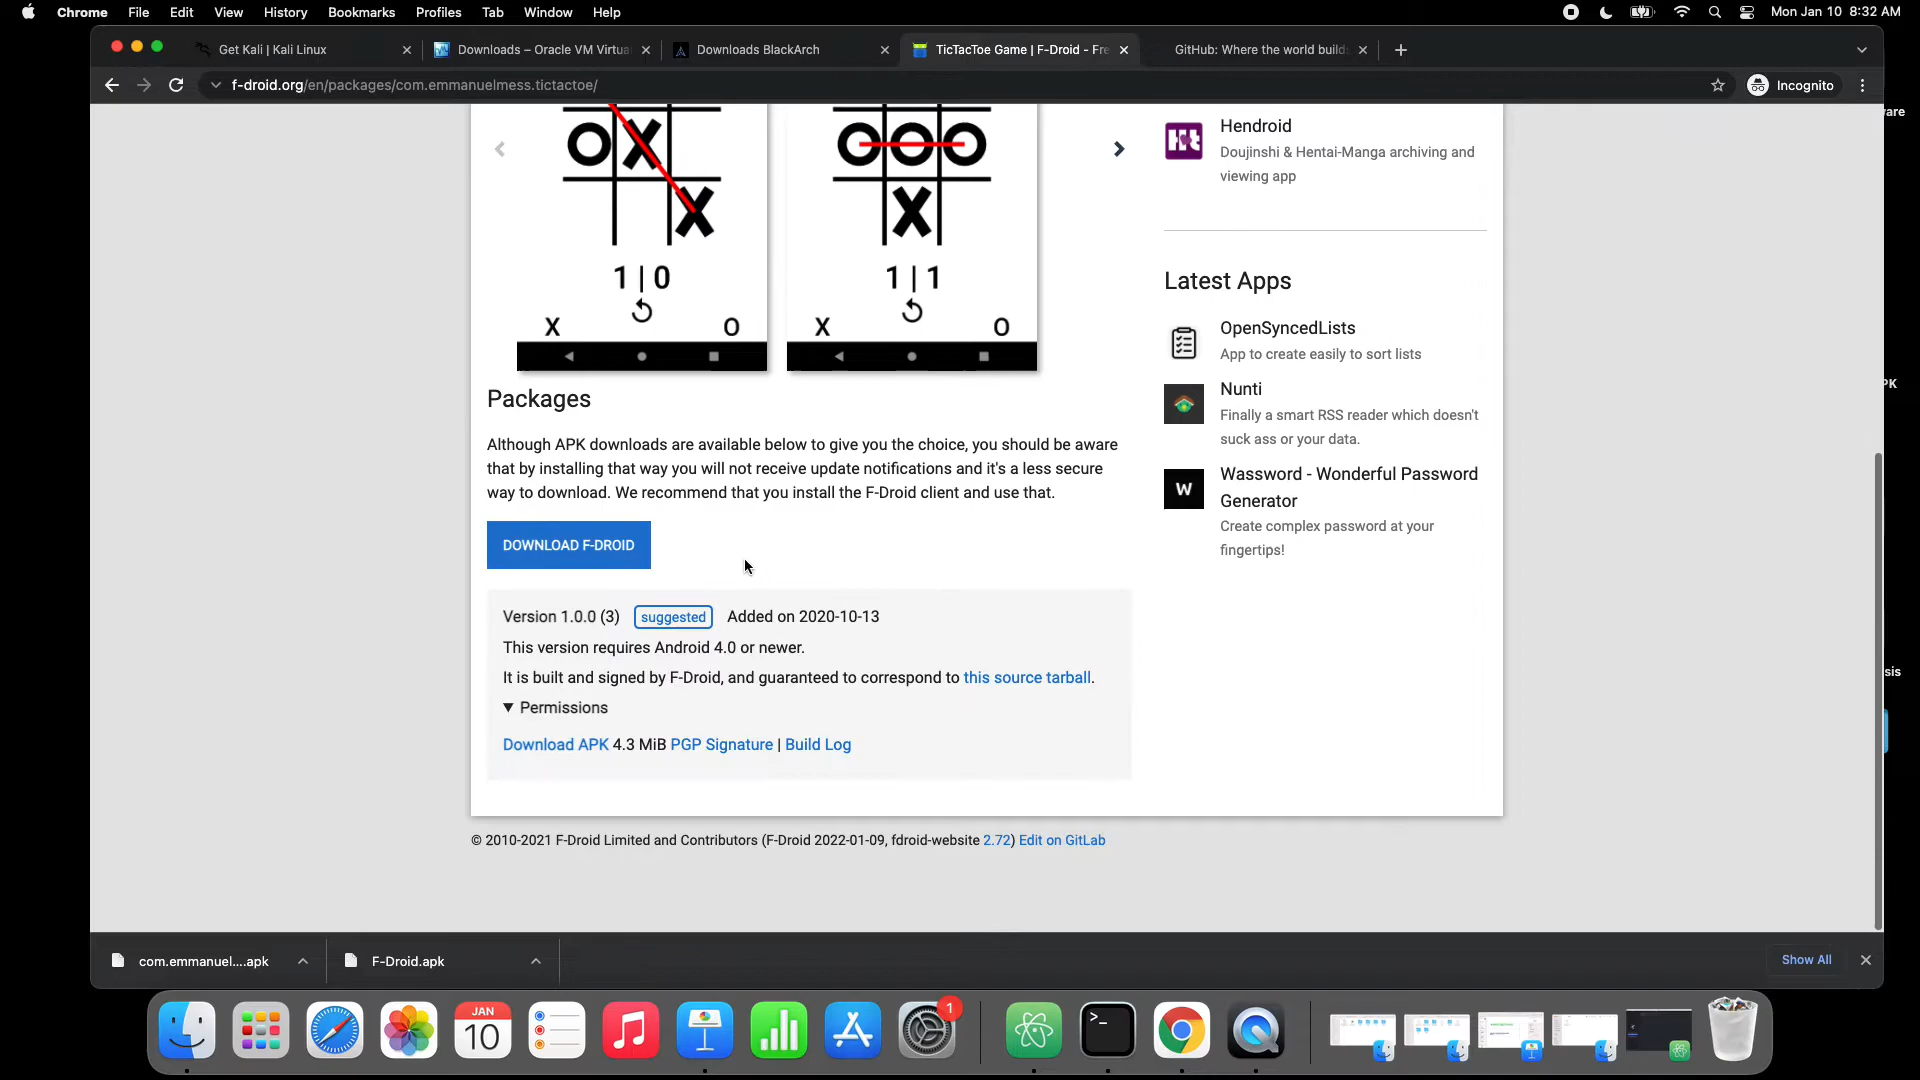 Chrome File Edit View History Bookmarks Profiles Tab Window Help Mon Jan 10 8:32 AM
Get Kali | Kali Linux
Downloads – Oracle VM Virtua
Downloads BlackArch
TicTacToe Game | F-Droid - Fre
GitHub: Where the world build
f-droid.org/en/packages/com.emmanuelmess.tictactoe/
Incognito
are
PK
sis
1|0
X O
1|1
X O
Packages
Although APK downloads are available below to give you the choice, you should be aware
that by installing that way you will not receive update notifications and it's a less secure
way to download. We recommend that you install the F-Droid client and use that.
DOWNLOAD F-DROID
Version 1.0.0 (3) suggested Added on 2020-10-13
This version requires Android 4.0 or newer.
It is built and signed by F-Droid, and guaranteed to correspond to this source tarball.
▼ Permissions
Download APK 4.3 MiB PGP Signature | Build Log
Hendroid
Doujinshi & Hentai-Manga archiving and
viewing app
Latest Apps
OpenSyncedLists
App to create easily to sort lists
Nunti
Finally a smart RSS reader which doesn't
suck ass or your data.
W
Wassword - Wonderful Password
Generator
Create complex password at your
fingertips!
© 2010-2021 F-Droid Limited and Contributors (F-Droid 2022-01-09, fdroid-website 2.72) Edit on GitLab
com.emmanuel....apk
F-Droid.apk
Show All
JAN
10
1